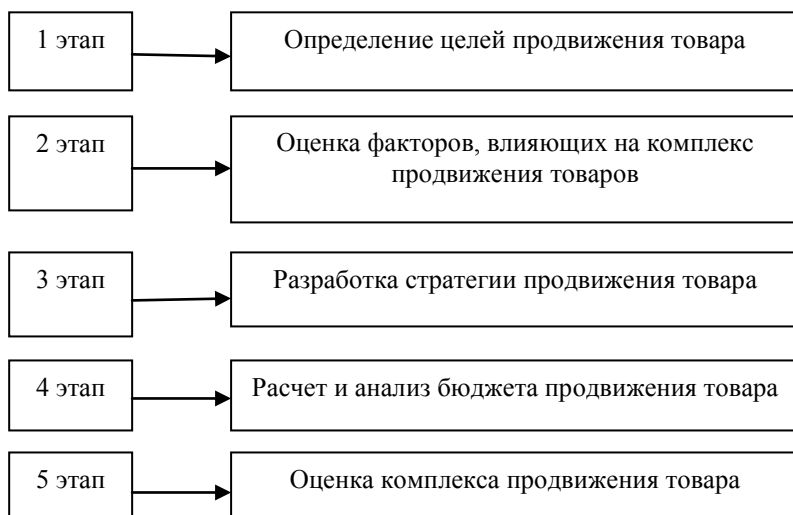 1 этап
Определение целей продвижения товара
2 этап
Оценка факторов, влияющих на комплекс
продвижения товаров
3 этап
Разработка стратегии продвижения товара
4 этап
Расчет и анализ бюджета продвижения товара
5 этап
Оценка комплекса продвижения товара